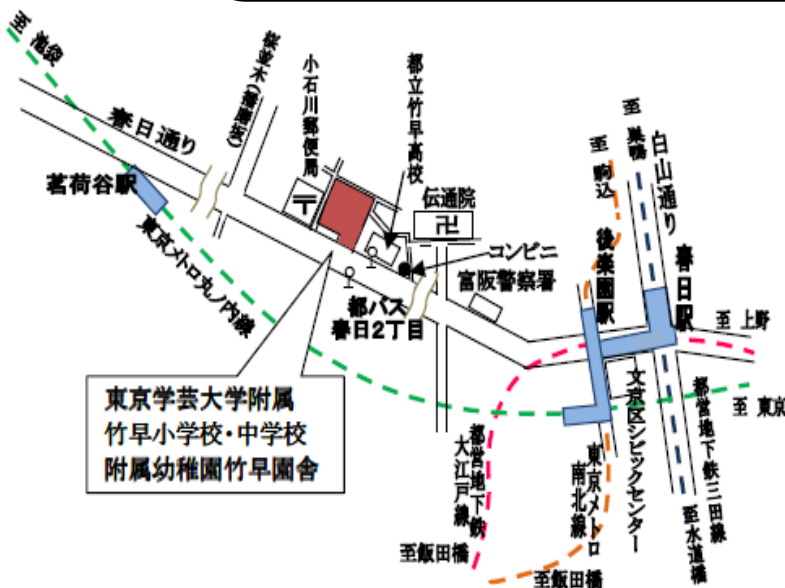 至 池袋
春日通り
茗荷谷駅
東京メトロ丸ノ内線
桜並木(播磨坂)
小石川郵便局
〒
都立竹早高校
伝通院
卍
コンビニ
富阪警察署
都バス
春日2丁目
東京学芸大学附属
竹早小学校・中学校
附属幼稚園竹早園舎
至 駒込
後楽園駅
至 巣鴨
白山通り
春日駅
至 上野
至 東京
文京区シビックセンター
都営地下鉄三田線
至水道橋
都営地下鉄
大江戸線
至飯田橋
東京メトロ
南北線
至飯田橋